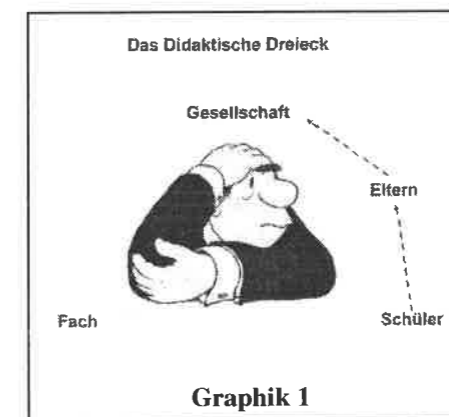 Das Didaktische Dreieck
Gesellschaft
Eltern
Fach
Schüler
Graphik 1